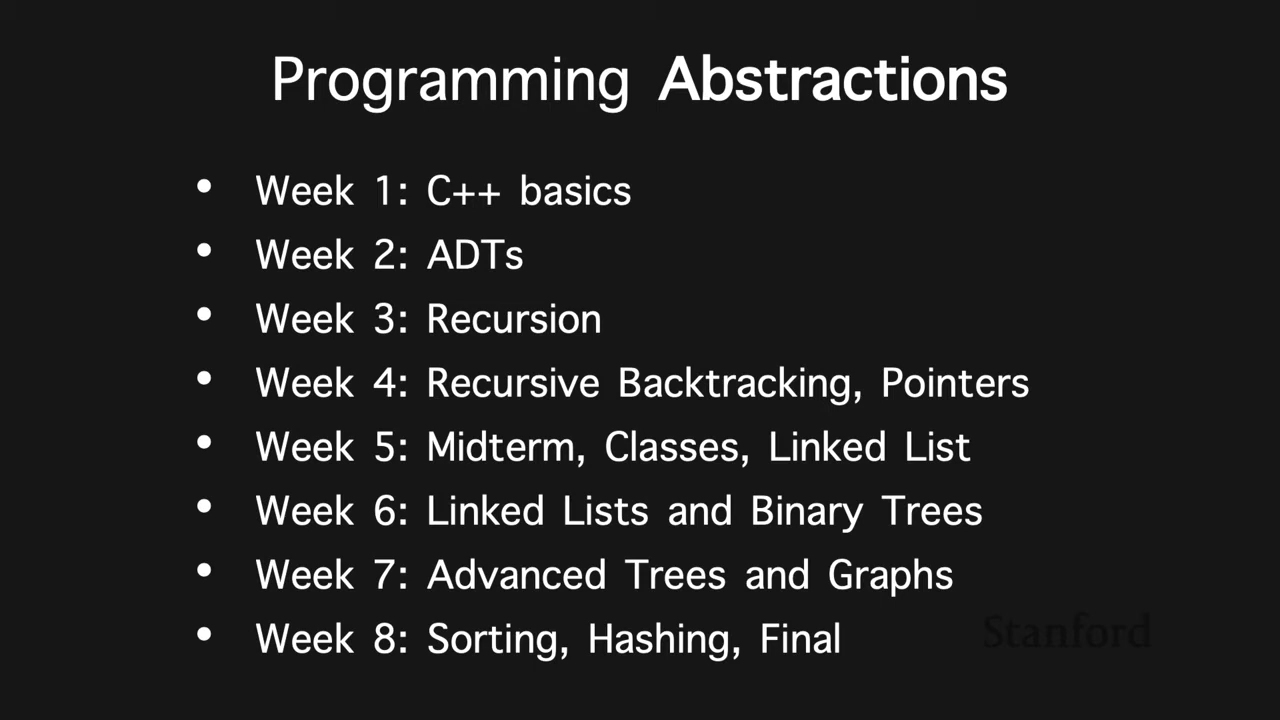 Programming Abstractions
• Week 1: C++ basics
• Week 2: ADTs
• Week 3: Recursion
• Week 4: Recursive Backtracking, Pointers
• Week 5: Midterm, Classes, Linked List
• Week 6: Linked Lists and Binary Trees
• Week 7: Advanced Trees and Graphs
• Week 8: Sorting, Hashing, Final
Stanford